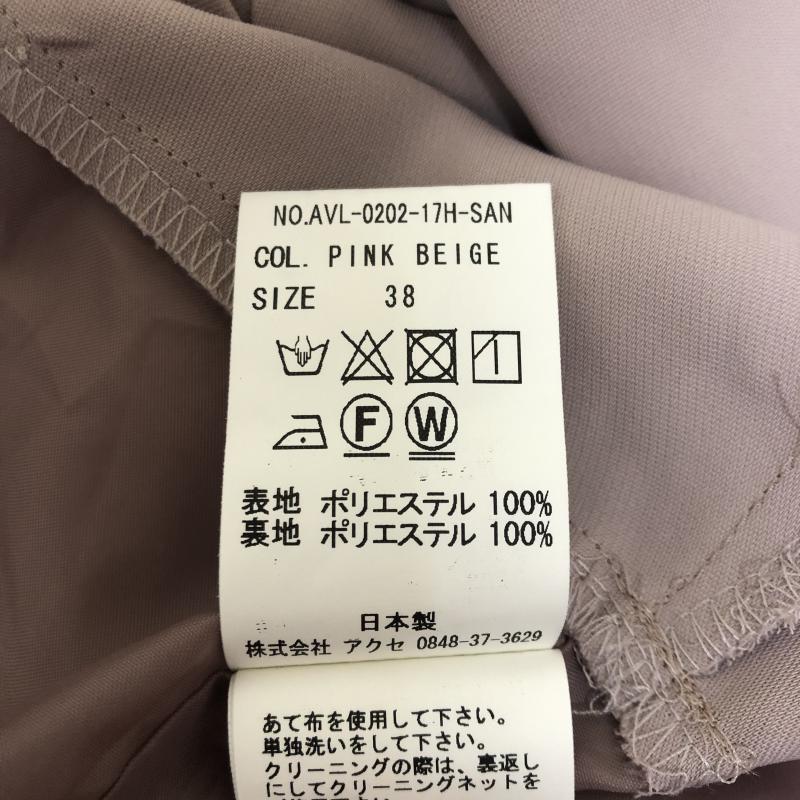 NO.AVL-0202-17H-SAN
COL. PINK BEIGE
SIZE 38
F W
表地 ポリエステル 100%
裏地 ポリエステル 100%
日本製
株式会社 アクセ 0848-37-3629
あて布を使用して下さい。
単独洗いをして下さい。
クリーニングの際は、裏返し
にしてクリーニングネットを